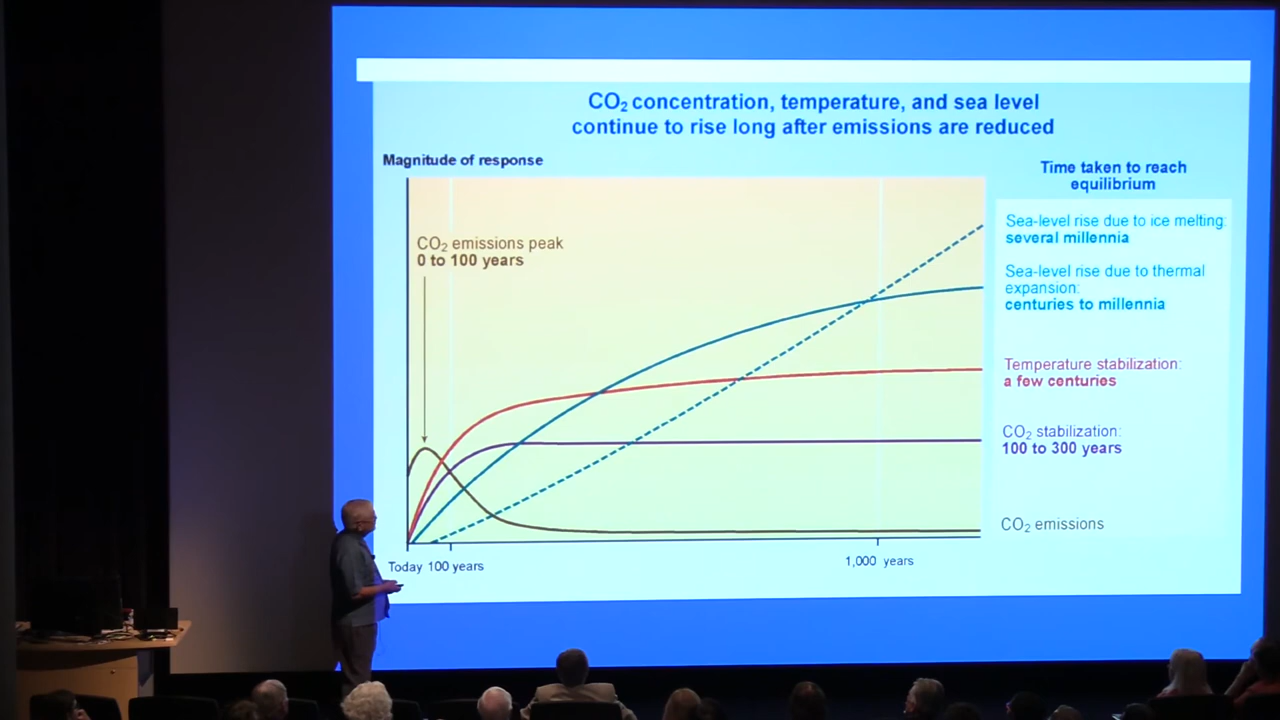 CO₂ concentration, temperature, and sea level
continue to rise long after emissions are reduced
Magnitude of response
Time taken to reach
equilibrium
CO₂ emissions peak
0 to 100 years
Sea-level rise due to ice melting:
several millennia
Sea-level rise due to thermal
expansion:
centuries to millennia
Temperature stabilization:
a few centuries
CO₂ stabilization:
100 to 300 years
CO₂ emissions
Today 100 years
1,000 years